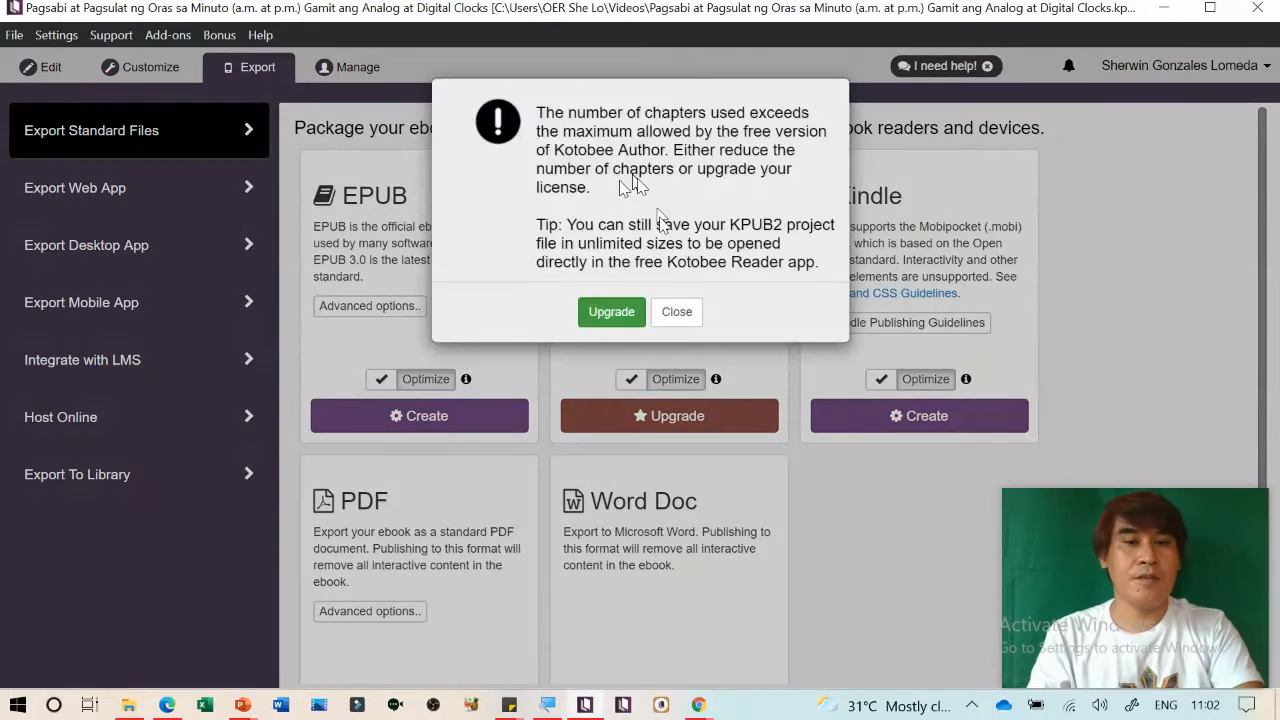 Pagsabi at Pagsulat ng Oras sa Minuto (a.m. at p.m.) Gamit ang Analog at Digital Clocks [C:\Users\OER She Lo\Videos\Pagsabi at Pagsulat ng Oras sa Minuto (a.m. at p.m.) Gamit ang Analog at Digital Clocks.kp...
File Settings Support Add-ons Bonus Help
Edit Customize Export Manage I need help! Sherwin Gonzales Lomeda
Export Standard Files
Export Web App
Export Desktop App
Export Mobile App
Integrate with LMS
Host Online
Export To Library
Package your eb
ok readers and devices.
The number of chapters used exceeds
the maximum allowed by the free version
of Kotobee Author. Either reduce the
number of chapters or upgrade your
license.
Tip: You can still save your KPUB2 project
file in unlimited sizes to be opened
directly in the free Kotobee Reader app.
Upgrade Close
EPUB
EPUB is the official eb
used by many softwar
EPUB 3.0 is the latest
standard.
Advanced options..
Optimize
Create
Optimize
Upgrade
Kindle
supports the Mobipocket (.mobi)
which is based on the Open
standard. Interactivity and other
elements are unsupported. See
and CSS Guidelines.
dle Publishing Guidelines
Optimize
Create
PDF
Export your ebook as a standard PDF
document. Publishing to this format will
remove all interactive content in the
ebook.
Advanced options..
Word Doc
Export to Microsoft Word. Publishing to
this format will remove all interactive
content in the ebook.
Activate Windows
Go to Settings to activate Windows.
31°C Mostly cl... ENG 11:02